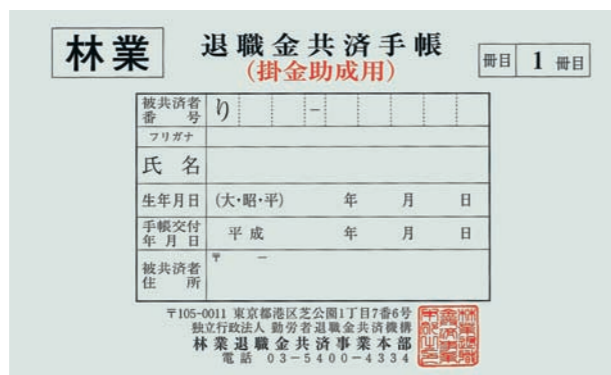 林業
退職金共済手帳
(掛金助成用)
冊目 1 冊目
被共済者番号 り －
フリガナ
氏名
生年月日 (大・昭・平) 年 月 日
手帳交付年月日 平成 年 月 日
被共済者住所 〒 －
〒105-0011 東京都港区芝公園1丁目7番6号
独立行政法人 勤労者退職金共済機構
林業退職金共済事業本部
電話 03-5400-4334